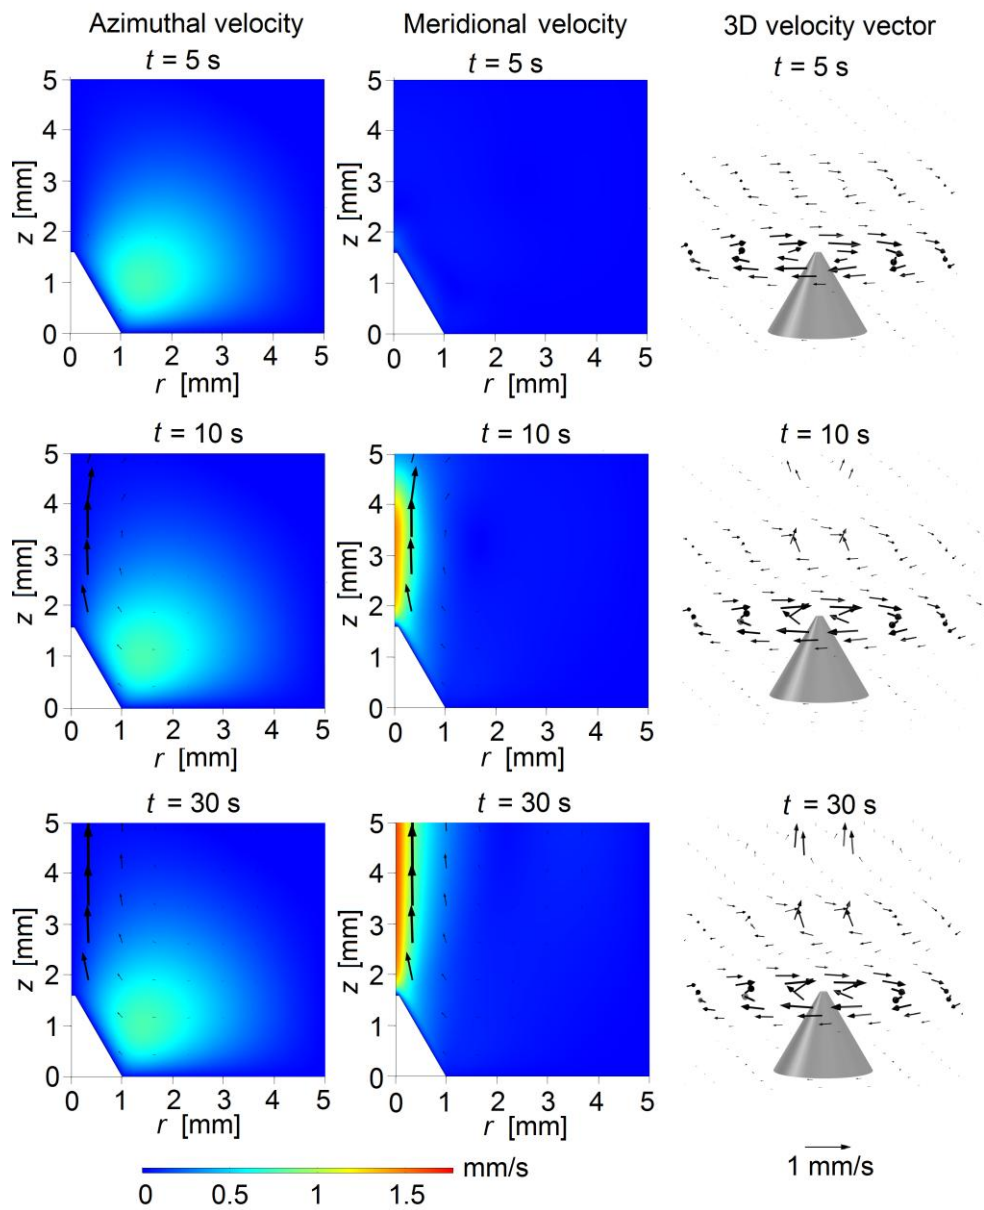 Azimuthal velocity Meridional velocity 3D velocity vector
t = 5 s t = 5 s t = 5 s
5 5
4 4
3 3
z [mm] z [mm]
2 2
1 1
0 0
0 1 2 3 4 5 0 1 2 3 4 5
r [mm] r [mm]
t = 10 s t = 10 s t = 10 s
5 5
4 4
3 3
z [mm] z [mm]
2 2
1 1
0 0
0 1 2 3 4 5 0 1 2 3 4 5
r [mm] r [mm]
t = 30 s t = 30 s t = 30 s
5 5
4 4
3 3
z [mm] z [mm]
2 2
1 1
0 0
0 1 2 3 4 5 0 1 2 3 4 5
r [mm] r [mm]
mm/s 1 mm/s
0 0.5 1 1.5